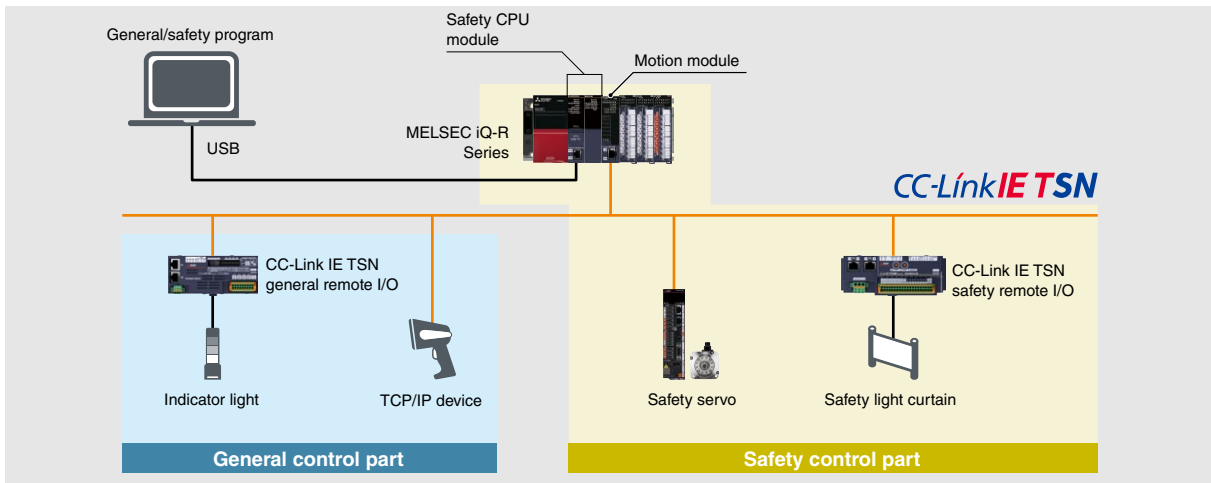 Safety CPU
module
General/safety program
Motion module
MELSEC iQ-R
Series
USB
CC-Link IE TSN
CC-Link IE TSN
general remote I/O
CC-Link IE TSN
safety remote I/O
Indicator light
TCP/IP device
Safety servo
Safety light curtain
General control part
Safety control part